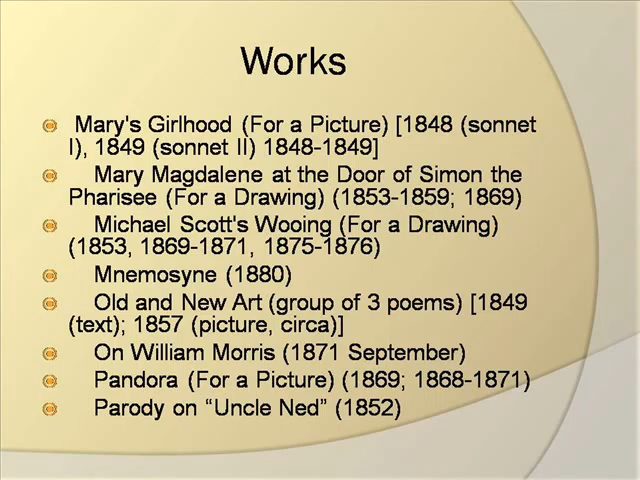 Works
Mary's Girlhood (For a Picture) [1848 (sonnet
I), 1849 (sonnet II) 1848-1849]
Mary Magdalene at the Door of Simon the
Pharisee (For a Drawing) (1853-1859; 1869)
Michael Scott's Wooing (For a Drawing)
(1853, 1869-1871, 1875-1876)
Mnemosyne (1880)
Old and New Art (group of 3 poems) [1849
(text); 1857 (picture, circa)]
On William Morris (1871 September)
Pandora (For a Picture) (1869; 1868-1871)
Parody on “Uncle Ned” (1852)